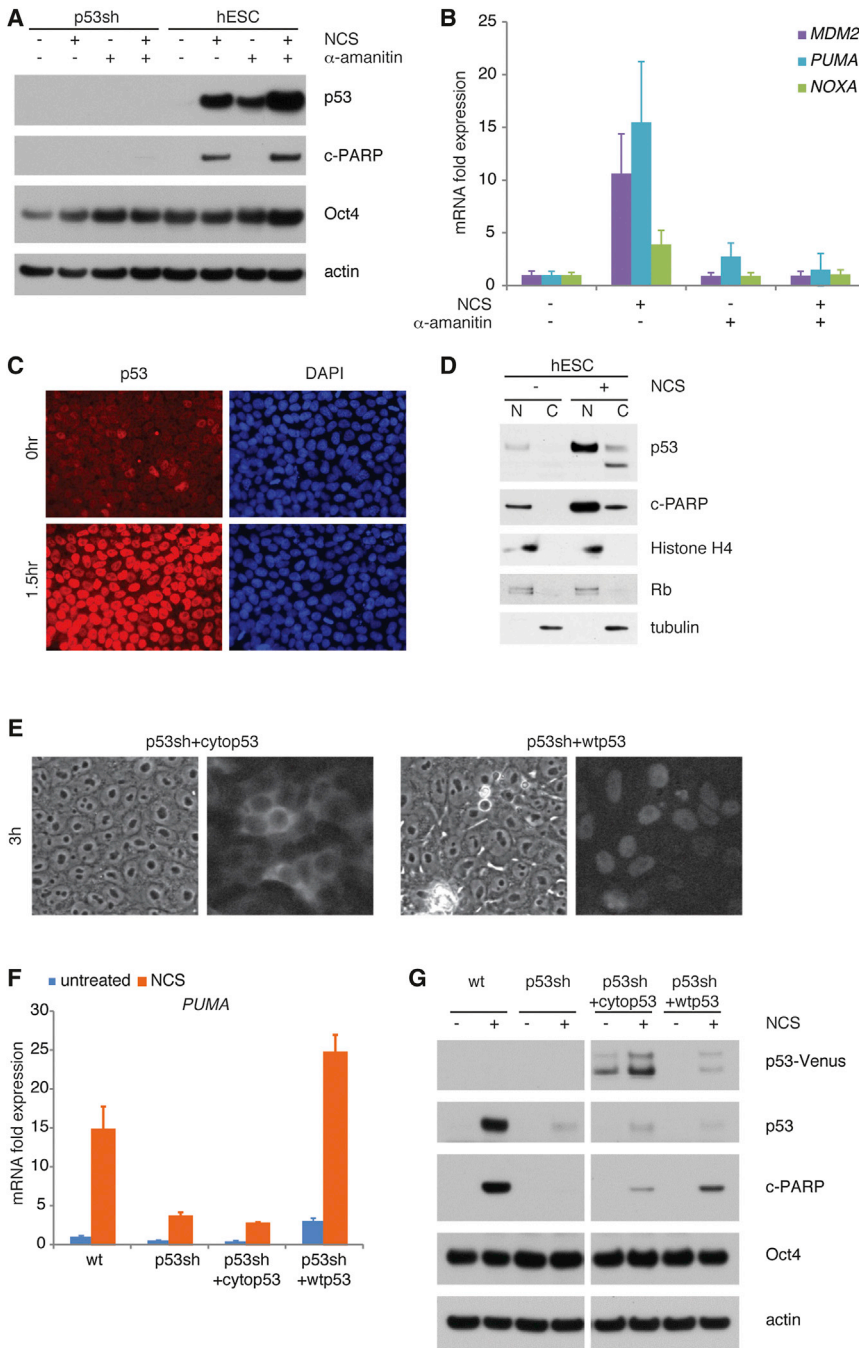 A
p53sh hESC
- + - + - + - + NCS
- - + + - - + + α-amanitin
p53
c-PARP
Oct4
actin
B
MDM2
PUMA
NOXA
mRNA fold expression
25
20
15
10
5
0
NCS - + - +
α-amanitin - - + +
C
p53 DAPI
0hr
1.5hr
D
hESC
- + NCS
N C N C
p53
c-PARP
Histone H4
Rb
tubulin
E
p53sh+cytop53 p53sh+wtp53
3h
F
untreated NCS
PUMA
mRNA fold expression
30
25
20
15
10
5
0
wt p53sh p53sh p53sh
+cytop53 +wtp53
G
wt p53sh p53sh p53sh
+cytop53 +wtp53
- + - + - + - + NCS
p53-Venus
p53
c-PARP
Oct4
actin